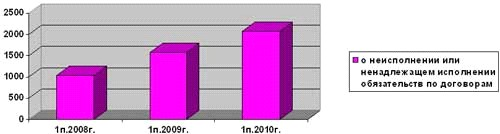 2500
2000
1500
1000
500
0
1п.2008г.
1п.2009г.
1п.2010г.
о неисполнении или
ненадлежащем исполнении
обязательств по договорам